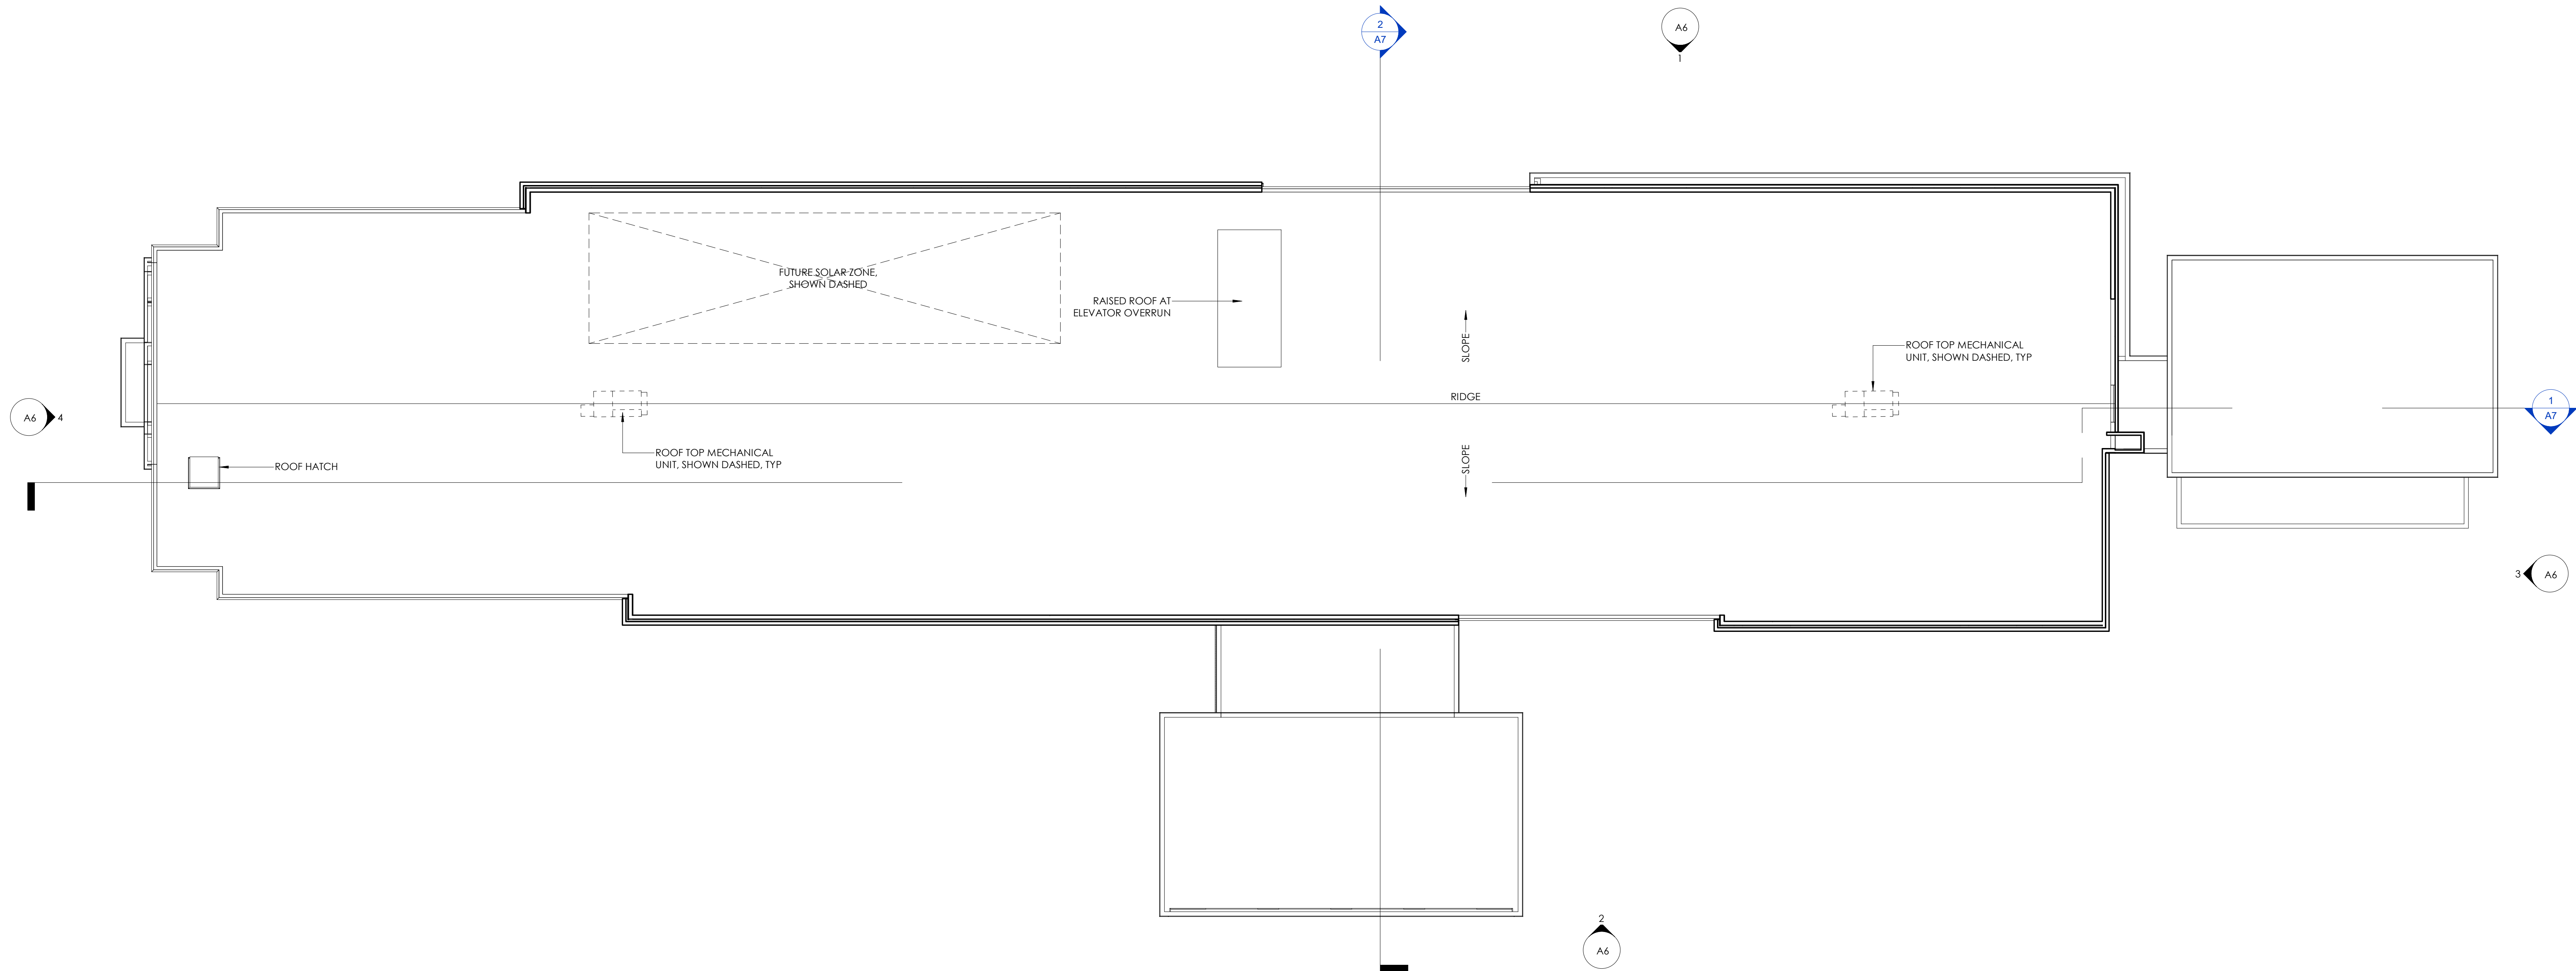 2
A7
A6
1
FUTURE SOLAR ZONE,
SHOWN DASHED
RAISED ROOF AT
ELEVATOR OVERRUN
SLOPE
ROOF TOP MECHANICAL
UNIT, SHOWN DASHED, TYP
RIDGE
A6
4
1
A7
ROOF TOP MECHANICAL
UNIT, SHOWN DASHED, TYP
SLOPE
ROOF HATCH
3
A6
2
A6